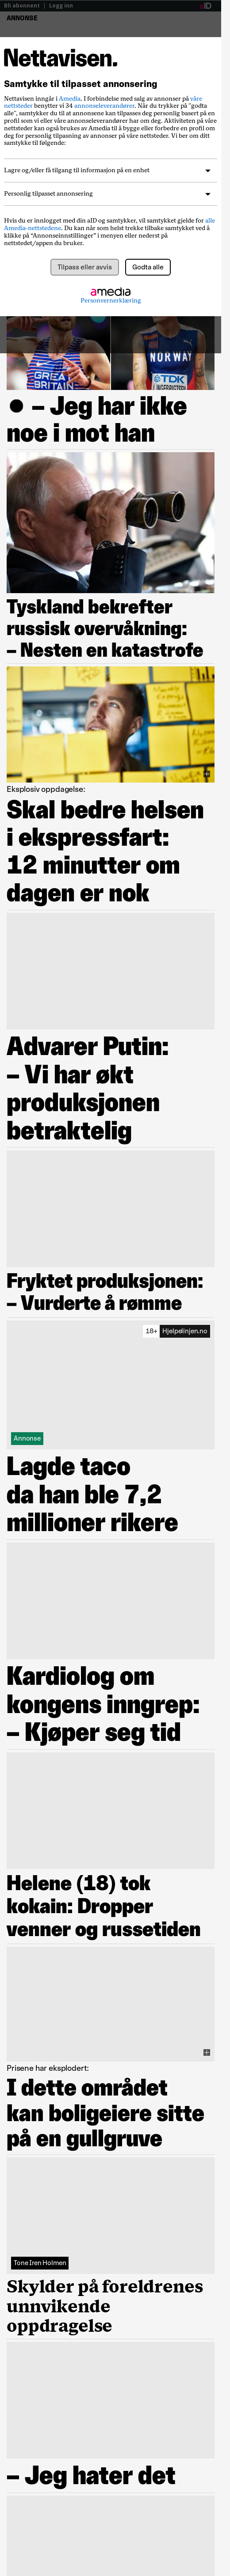 Bli abonnent | Logg inn
aID
ANNONSE
Nettavisen.
Samtykke til tilpasset annonsering
Nettavisen inngår i Amedia. I forbindelse med salg av annonser på våre
nettsteder benytter vi 34 annonseleverandører. Når du trykker på "godta
alle", samtykker du til at annonsene kan tilpasses deg personlig basert på din
aktivitet som vi eller våre annonseleverandører har om deg. Aktiviteten på våre
nettsteder kan også brukes av Amedia til å bygge eller forbedre en profil om
deg for personlig tilpasning av annonser på våre nettsteder. Vi ber om ditt
samtykke til følgende:
Lagre og/eller få tilgang til informasjon på en enhet
Personlig tilpasset annonsering
Hvis du er innlogget med din aID og samtykker, vil samtykket gjelde for alle
Amedia-nettstedene. Du kan når som helst trekke tilbake samtykket ved å
klikke på “Annonseinnstillinger” i menyen eller nederst på
nettstedet/appen du bruker.
Tilpass eller avvis
Godta alle
amedia
Personvernerklæring
GREAT
BRITAIN
NORWAY
TDK
– Jeg har ikke
noe i mot han
Tyskland bekrefter
russisk overvåkning:
– Nesten en katastrofe
Eksplosiv oppdagelse:
Skal bedre helsen
i ekspressfart:
12 minutter om
dagen er nok
Advarer Putin:
– Vi har økt
produksjonen
betraktelig
Fryktet produksjonen:
– Vurderte å rømme
18+ Hjelpelinjen.no
Annonse
Lagde taco
da han ble 7,2
millioner rikere
Kardiolog om
kongens inngrep:
– Kjøper seg tid
Helene (18) tok
kokain: Dropper
venner og russetiden
Prisene har eksplodert:
I dette området
kan boligeiere sitte
på en gullgruve
Tone Iren Holmen
Skylder på foreldrenes
unnvikende
oppdragelse
– Jeg hater det